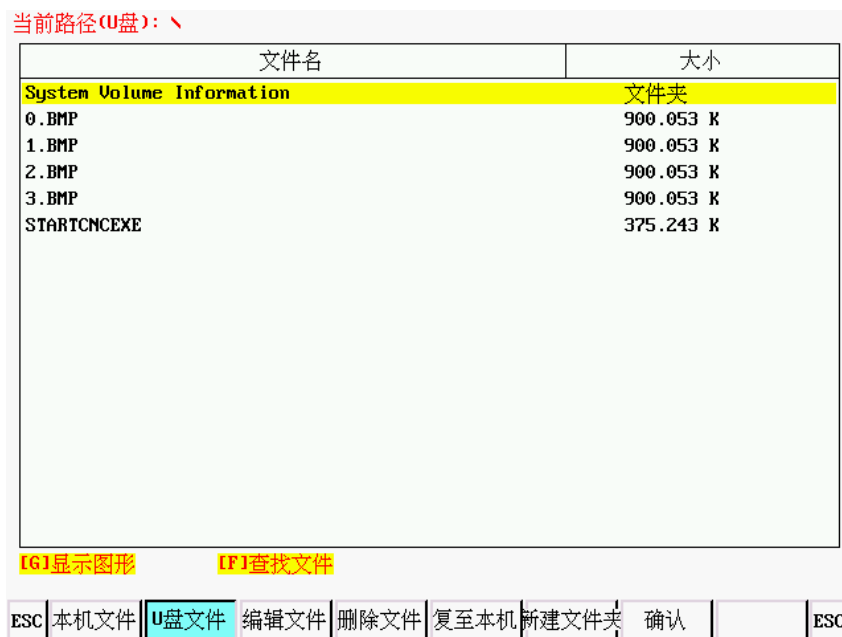 当前路径(U盘): \
文件名 大小
System Volume Information 文件夹
0.BMP 900.053 K
1.BMP 900.053 K
2.BMP 900.053 K
3.BMP 900.053 K
STARTCNCEXE 375.243 K
[G]显示图形 [F]查找文件
ESC 本机文件 U盘文件 编辑文件 删除文件 复至本机 新建文件夹 确认 ESC